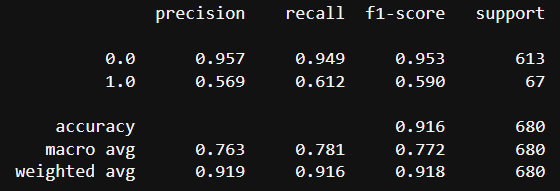 precision recall f1-score support
0.0 0.957 0.949 0.953 613
1.0 0.569 0.612 0.590 67
accuracy 0.916 680
macro avg 0.763 0.781 0.772 680
weighted avg 0.919 0.916 0.918 680